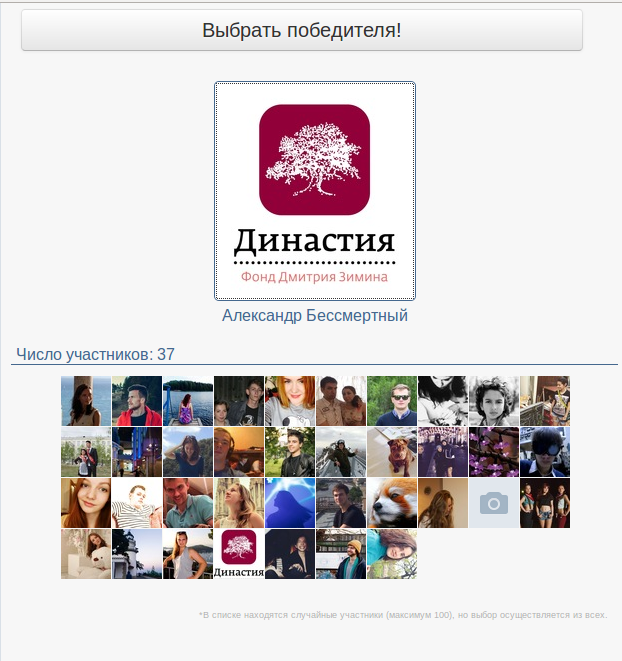 Выбрать победителя!
Династия
Фонд Дмитрия Зимина
Александр Бессмертный
Число участников: 37
Династия
*В списке находятся случайные участники (максимум 100), но выбор осуществляется из всех.